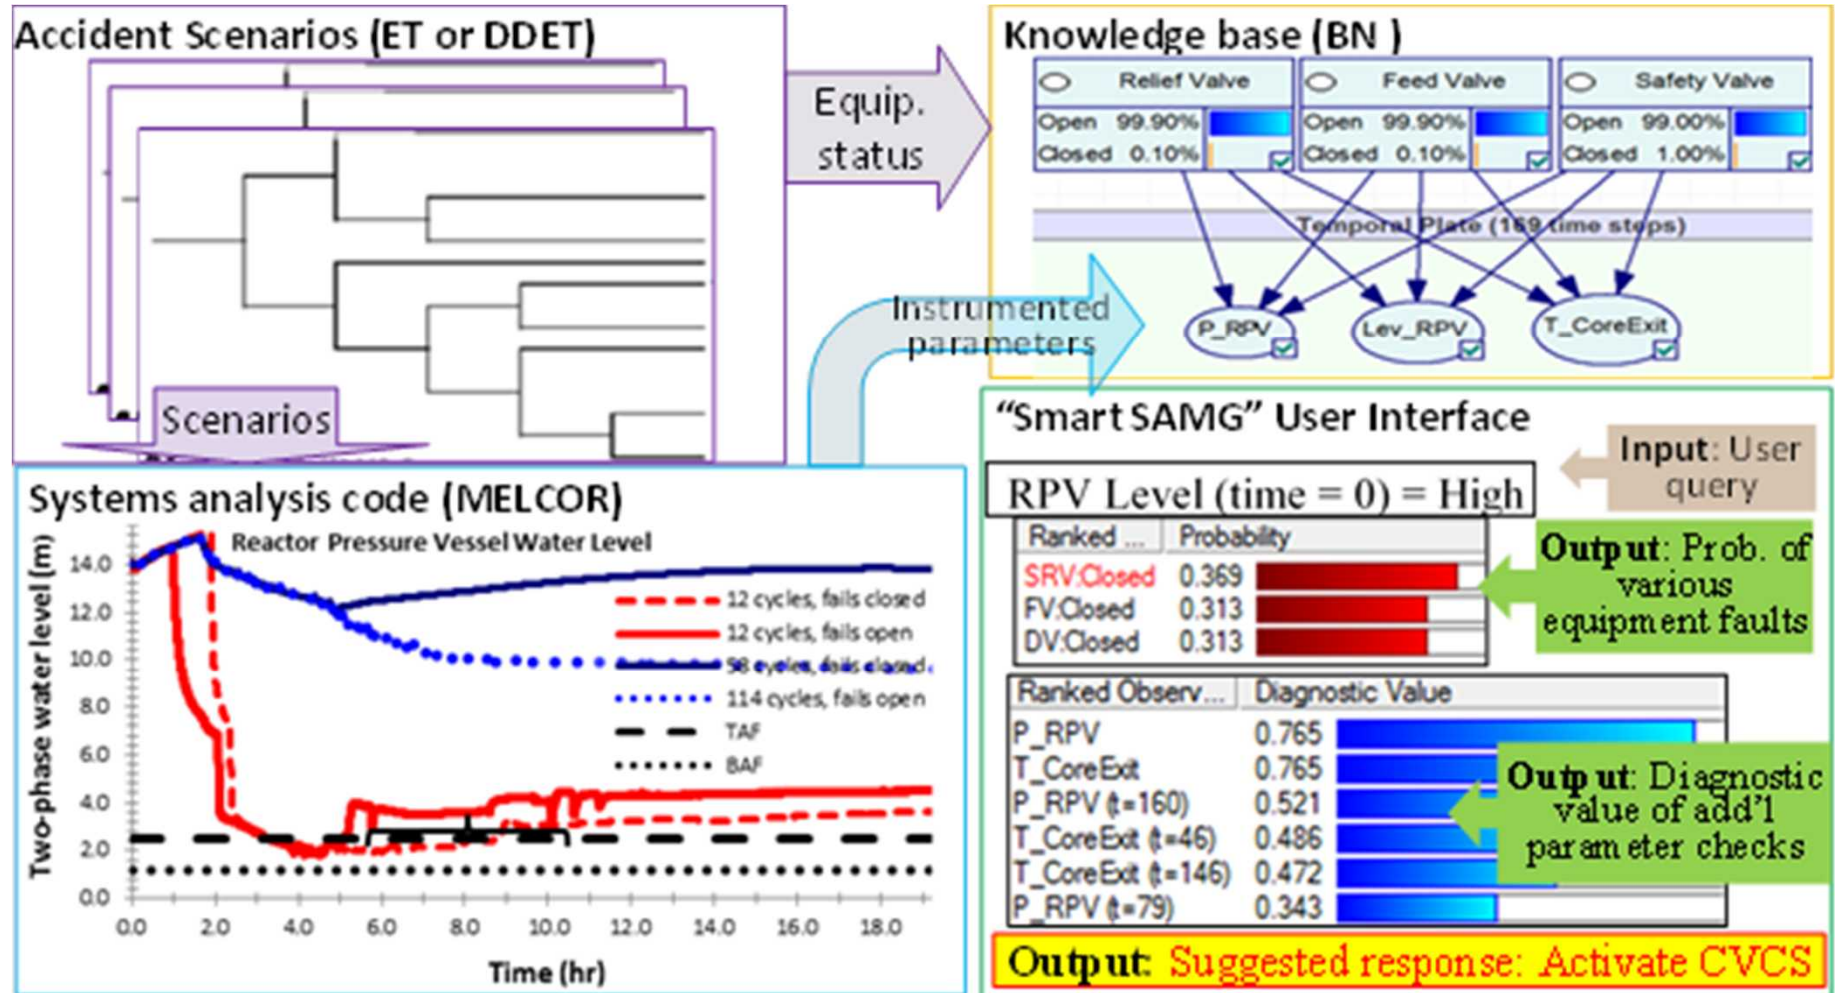 Accident Scenarios (ET or DDET)
Scenarios
Equip.
status
Knowledge base (BN )
Relief Valve
Open 99.90%
Closed 0.10%
Feed Valve
Open 99.90%
Closed 0.10%
Safety Valve
Open 99.00%
Closed 1.00%
Temporal Plate (169 time steps)
P_RPV
Lev_RPV
T_CoreExit
Instrumented
parameters
Systems analysis code (MELCOR)
Reactor Pressure Vessel Water Level
Two-phase water level (m)
14.0
12.0
10.0
8.0
6.0
4.0
2.0
0.0
12 cycles, fails closed
12 cycles, fails open
58 cycles, fails closed
114 cycles, fails open
TAF
BAF
0.0 2.0 4.0 6.0 8.0 10.0 12.0 14.0 16.0 18.0
Time (hr)
“Smart SAMG” User Interface
Input: User
query
RPV Level (time = 0) = High
Ranked ... Probability
SRV:Closed 0.369
FV:Closed 0.313
DV:Closed 0.313
Output: Prob. of
various
equipment faults
Ranked Observ... Diagnostic Value
P_RPV 0.765
T_CoreExit 0.765
P_RPV (t=160) 0.521
T_CoreExit (t=46) 0.486
T_CoreExit (t=146) 0.472
P_RPV (t=79) 0.343
Output: Diagnostic
value of add’l
parameter checks
Output: Suggested response: Activate CVCS